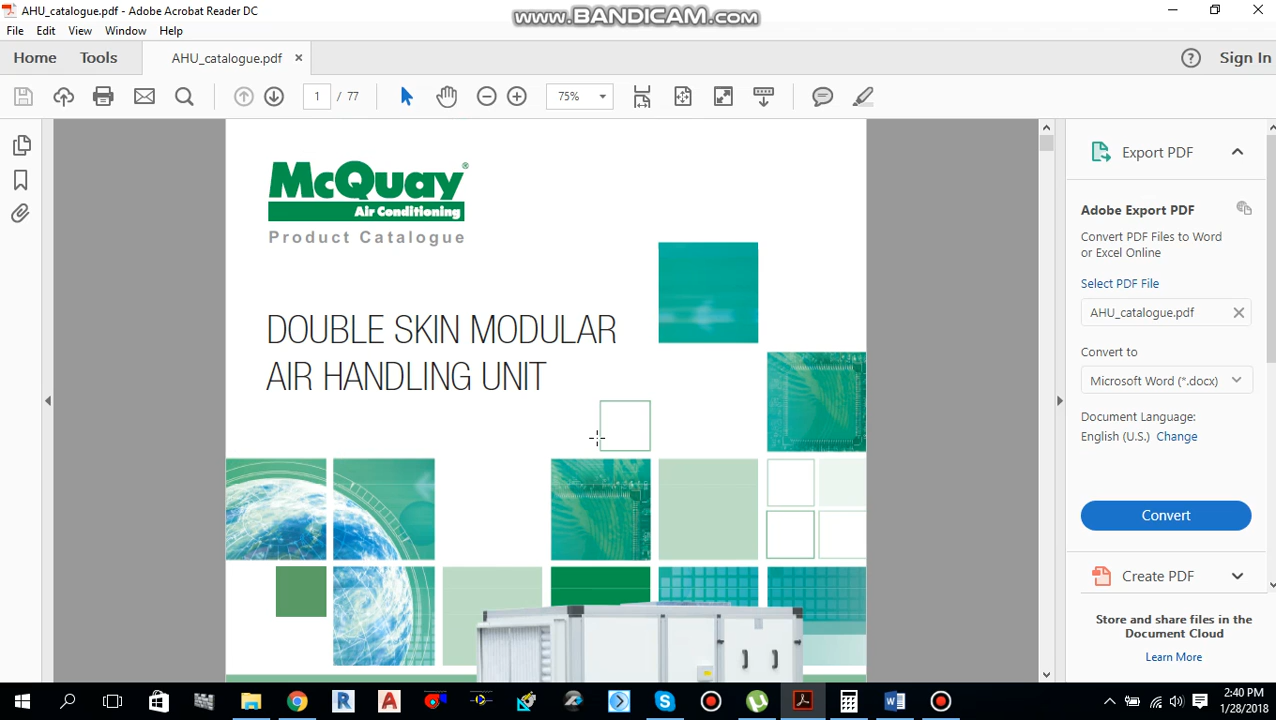 AHU_catalogue.pdf - Adobe Acrobat Reader DC
WWW.BANDICAM.COM
File Edit View Window Help
Home Tools AHU_catalogue.pdf × ? Sign In
1 / 77 75%
McQuay®
Air Conditioning
Product Catalogue
DOUBLE SKIN MODULAR
AIR HANDLING UNIT
Export PDF
Adobe Export PDF
Convert PDF Files to Word
or Excel Online
Select PDF File
AHU_catalogue.pdf
Convert to
Microsoft Word (*.docx)
Document Language:
English (U.S.) Change
Convert
Create PDF
Store and share files in the
Document Cloud
Learn More
2:40 PM
1/28/2018